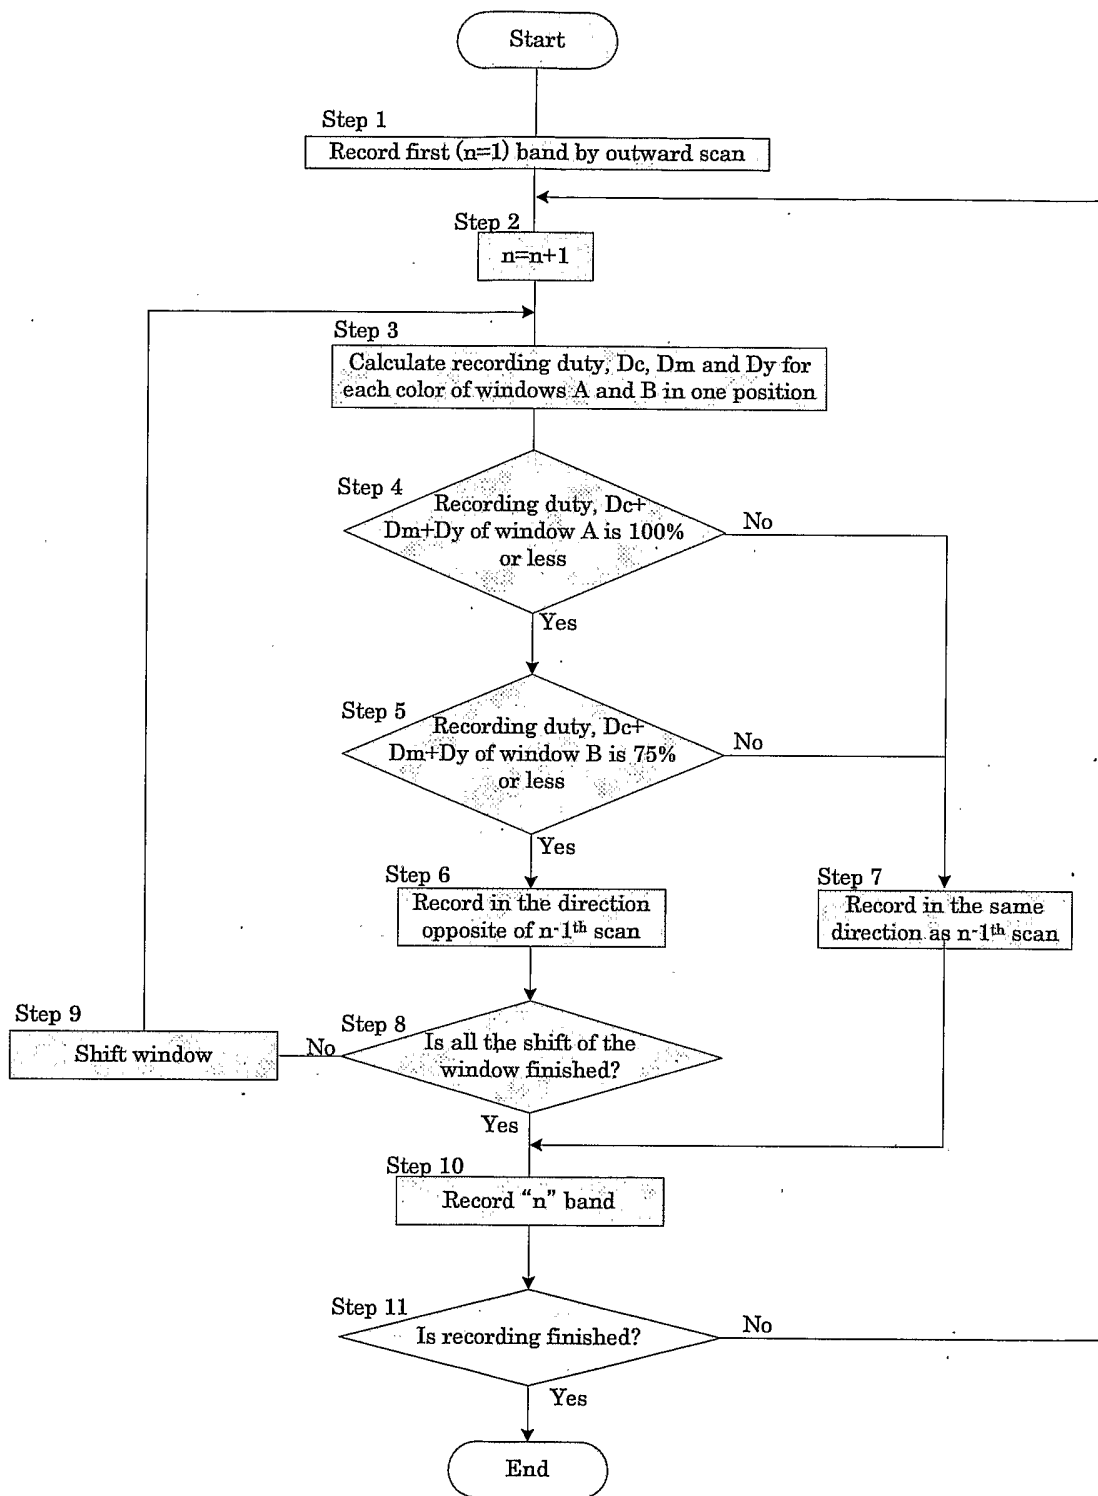 Start
Step 1
Record first (n=1) band by outward scan
Step 2
n=n+1
Step 3
Calculate recording duty, Dc, Dm and Dy for
each color of windows A and B in one position
Step 4
Recording duty, Dc+
Dm+Dy of window A is 100%
or less
No
Yes
Step 5
Recording duty, Dc+
Dm+Dy of window B is 75%
or less
No
Yes
Step 6
Record in the direction
opposite of n-1th scan
Step 7
Record in the same
direction as n-1th scan
Step 8
Is all the shift of the
window finished?
No
Step 9
Shift window
Yes
Step 10
Record “n” band
Step 11
Is recording finished?
No
Yes
End